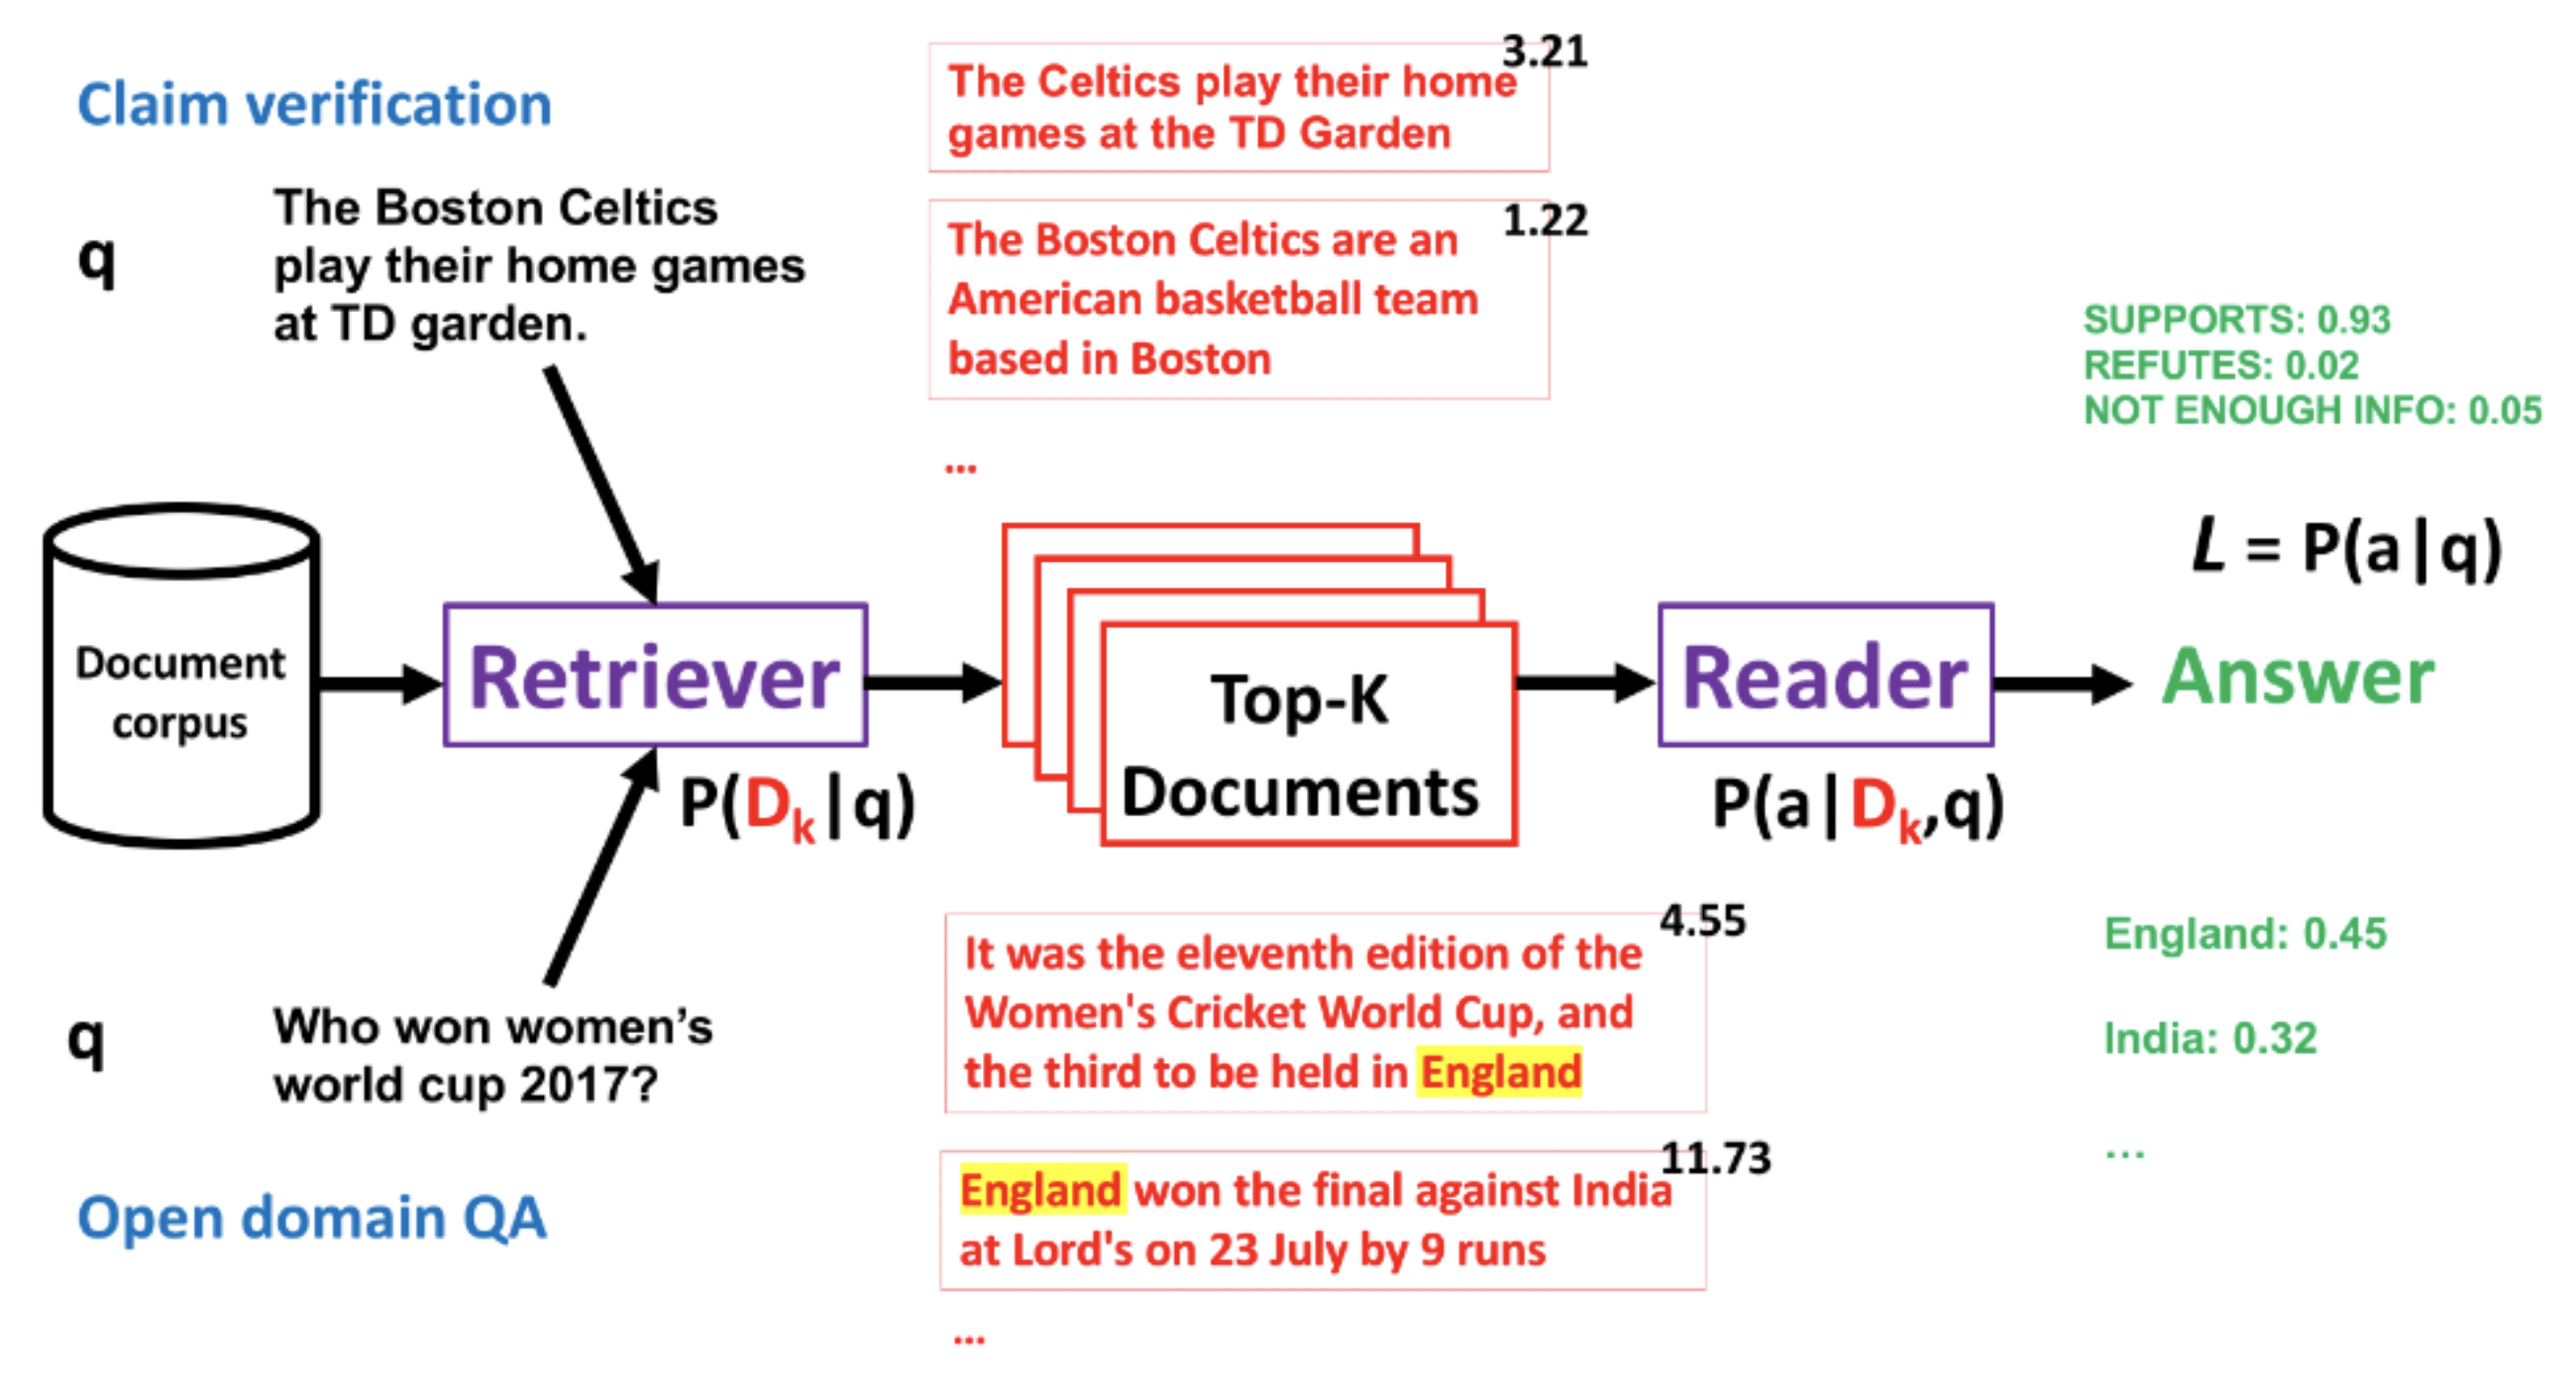 Claim verification
q
The Boston Celtics
play their home games
at TD garden.
3.21
The Celtics play their home
games at the TD Garden
1.22
The Boston Celtics are an
American basketball team
based in Boston
...
SUPPORTS: 0.93
REFUTES: 0.02
NOT ENOUGH INFO: 0.05
L = P(a|q)
Document
corpus
Retriever
P(Dk|q)
Top-K
Documents
Reader
P(a|Dk,q)
Answer
q
Who won women’s
world cup 2017?
Open domain QA
4.55
It was the eleventh edition of the
Women's Cricket World Cup, and
the third to be held in England
11.73
England won the final against India
at Lord's on 23 July by 9 runs
...
England: 0.45
India: 0.32
...